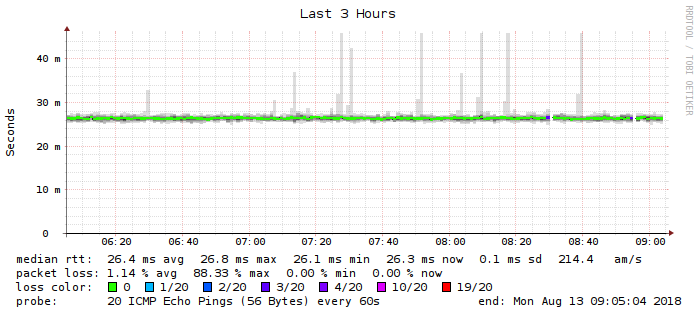 Last 3 Hours
RRDTOOL / TOBI OETIKER
Seconds
40 m
30 m
20 m
10 m
0
06:20 06:40 07:00 07:20 07:40 08:00 08:20 08:40 09:00
median rtt: 26.4 ms avg 26.8 ms max 26.1 ms min 26.3 ms now 0.1 ms sd 214.4 am/s
packet loss: 1.14 % avg 88.33 % max 0.00 % min 0.00 % now
loss color: 0 1/20 2/20 3/20 4/20 10/20 19/20
probe: 20 ICMP Echo Pings (56 Bytes) every 60s end: Mon Aug 13 09:05:04 2018